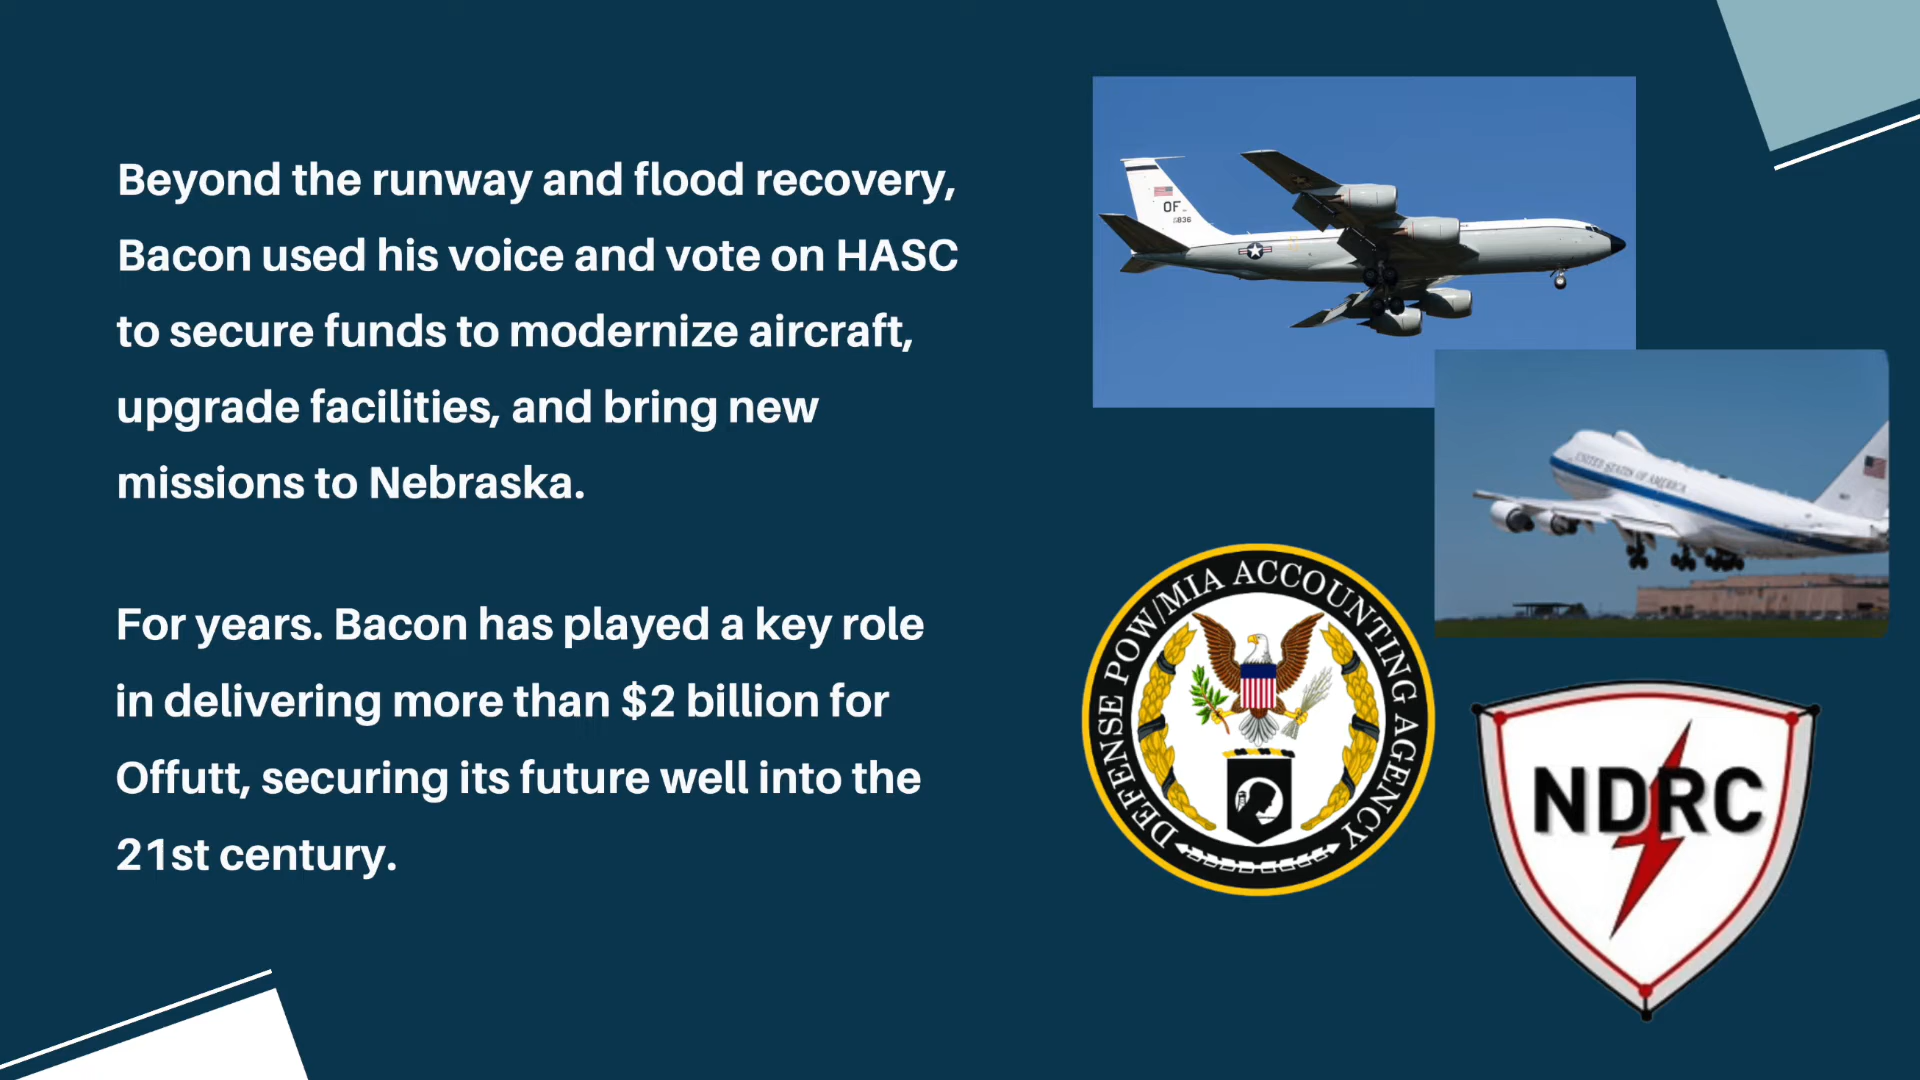 Beyond the runway and flood recovery,
Bacon used his voice and vote on HASC
to secure funds to modernize aircraft,
upgrade facilities, and bring new
missions to Nebraska.
For years. Bacon has played a key role
in delivering more than $2 billion for
Offutt, securing its future well into the
21st century.
OF
836
UNITED STATES OF AMERICA
DEFENSE POW/MIA ACCOUNTING AGENCY
NDRC